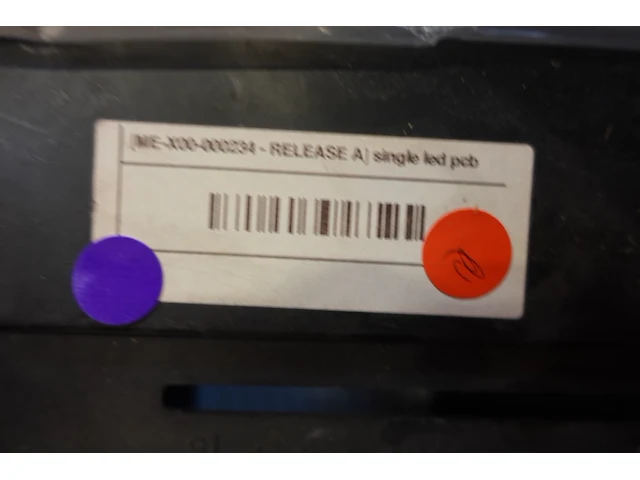 [ME-X00-000234 - RELEASE A] single led pcb